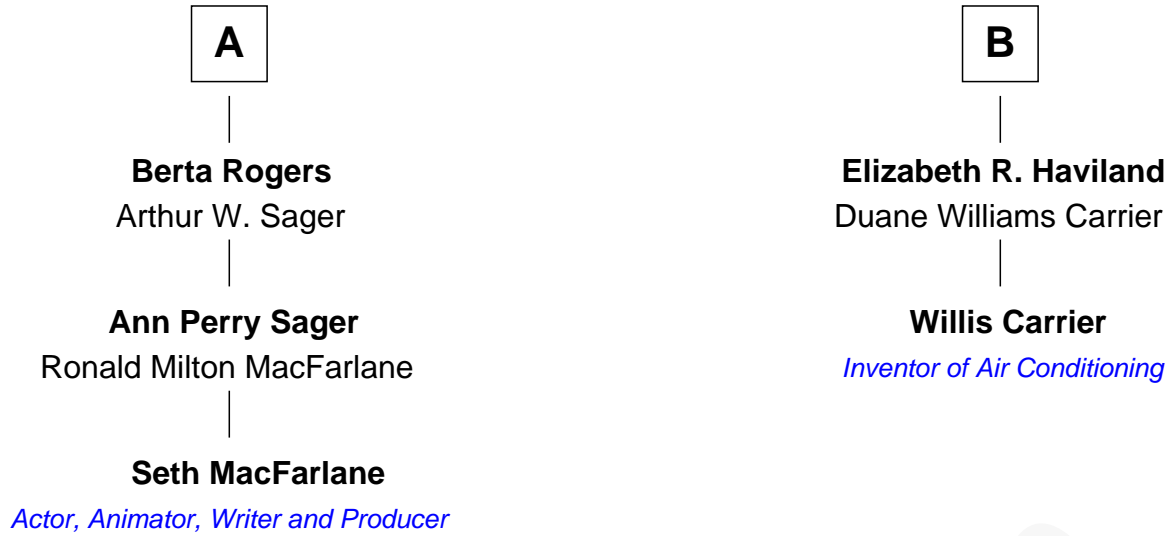 A
Berta Rogers
Arthur W. Sager
Ann Perry Sager
Ronald Milton MacFarlane
Seth MacFarlane
Actor, Animator, Writer and Producer
B
Elizabeth R. Haviland
Duane Williams Carrier
Willis Carrier
Inventor of Air Conditioning